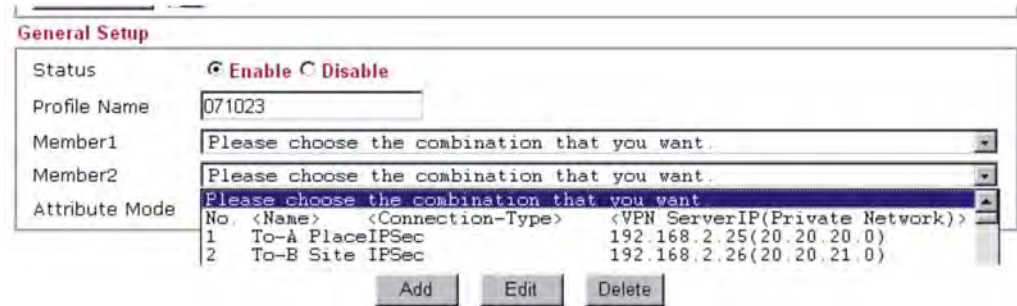 General Setup
Status Enable Disable
Profile Name 071023
Member1 Please choose the combination that you want.
Member2 Please choose the combination that you want.
Attribute Mode Please choose the combination that you want.
No. <Name> <Connection-Type> <VPN ServerIP(Private Network)>
1 To-A PlaceIPSec 192.168.2.25(20.20.20.0)
2 To-B Site IPSec 192.168.2.26(20.20.21.0)
Add Edit Delete